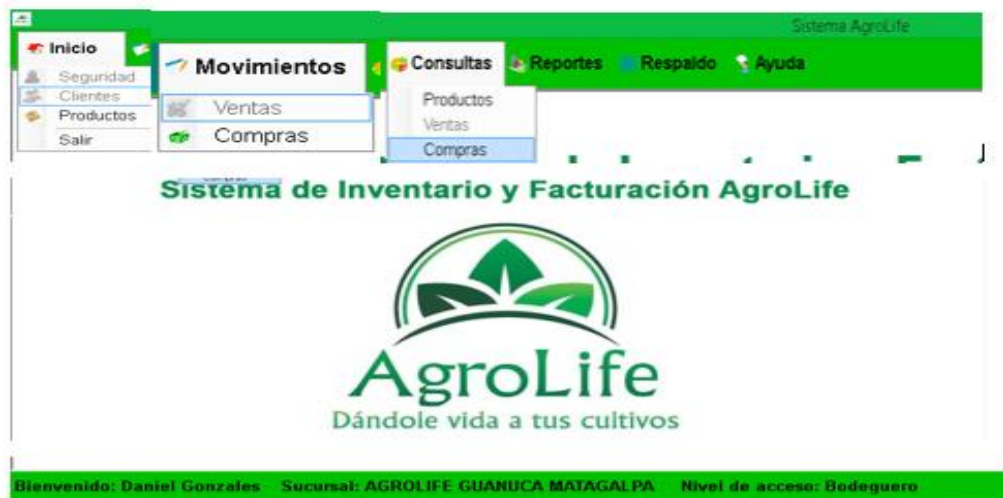 Sistema AgroLife
Inicio
Seguridad
Clientes
Productos
Salir
Movimientos
Ventas
Compras
Consultas
Productos
Ventas
Compras
Reportes
Respaldo
Ayuda
Sistema de Inventario y Facturación AgroLife
AgroLife
Dándole vida a tus cultivos
Bienvenido: Daniel Gonzales Sucursal: AGROLIFE GUANUCA MATAGALPA Nivel de acceso: Bodeguero